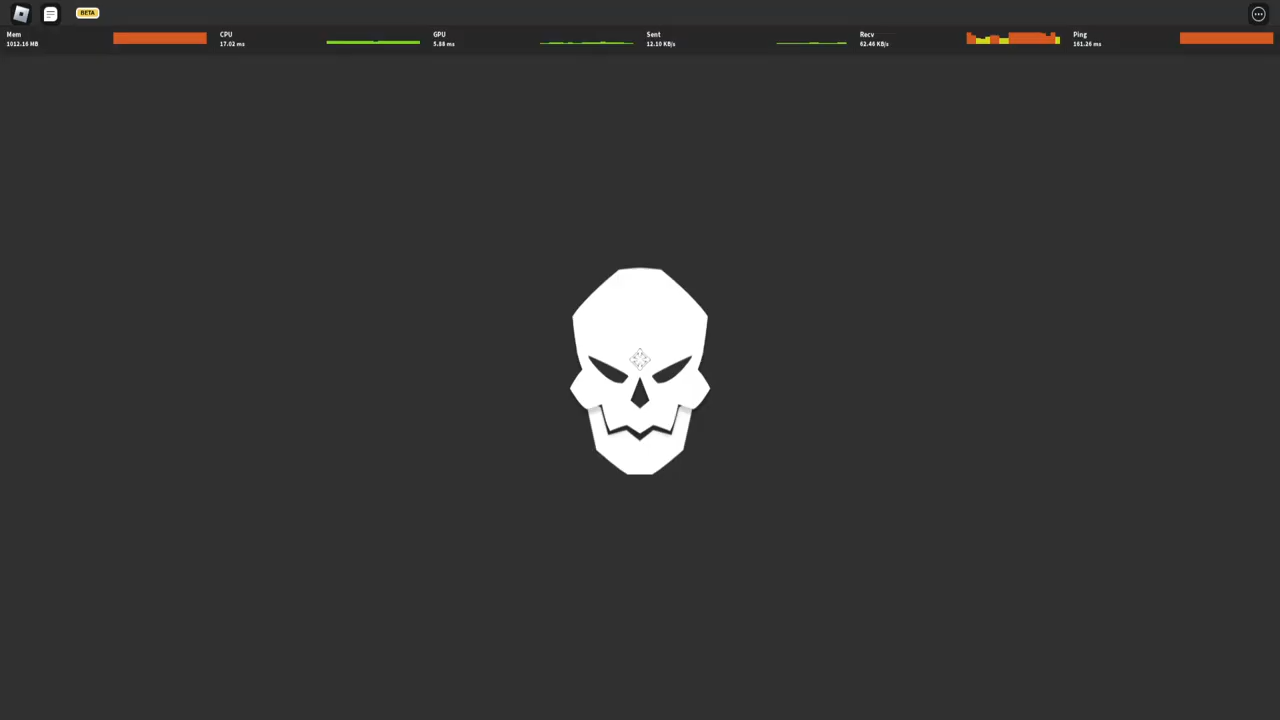 BETA
Mem
1012.16 MB
CPU
17.02 ms
GPU
5.88 ms
Sent
12.10 KB/s
Recv
62.46 KB/s
Ping
161.26 ms